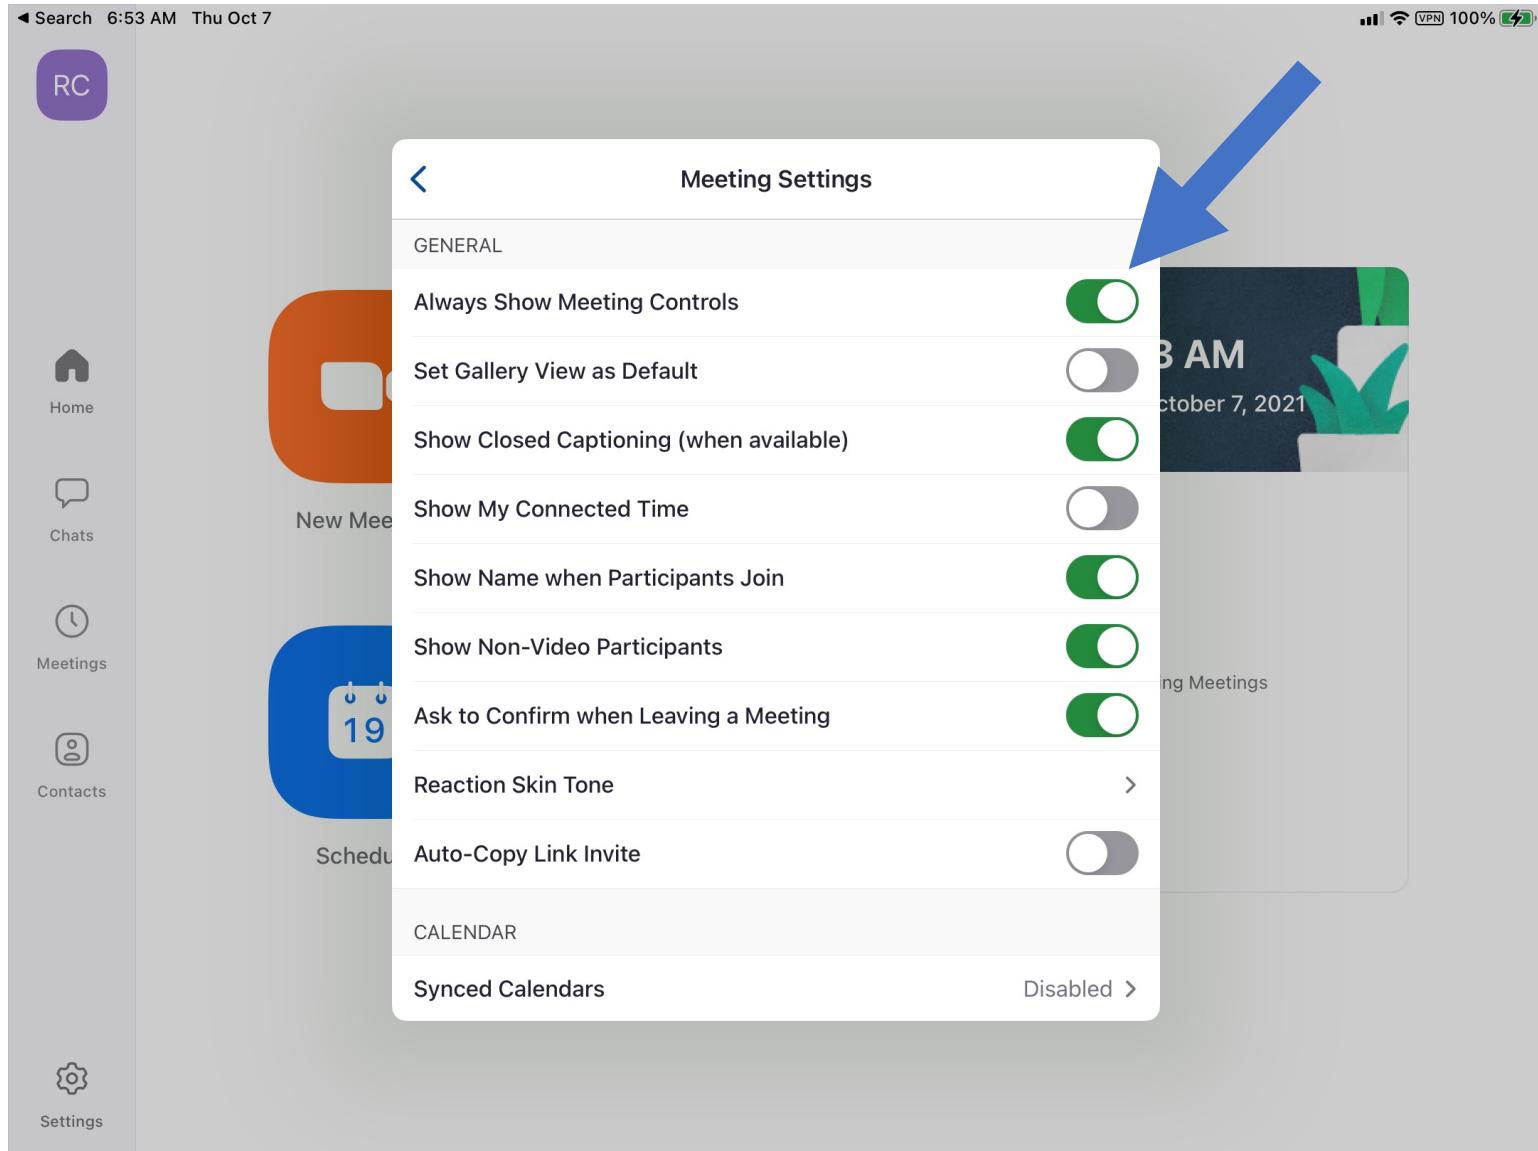 Search 6:53 AM Thu Oct 7
VPN 100%
RC
Meeting Settings
GENERAL
Always Show Meeting Controls
Set Gallery View as Default
Show Closed Captioning (when available)
Show My Connected Time
Show Name when Participants Join
Show Non-Video Participants
Ask to Confirm when Leaving a Meeting
Reaction Skin Tone
Auto-Copy Link Invite
CALENDAR
Synced Calendars Disabled
Home
Chats
Meetings
Contacts
Settings
New Mee
19
Schedu
3 AM
ctober 7, 2021
ing Meetings